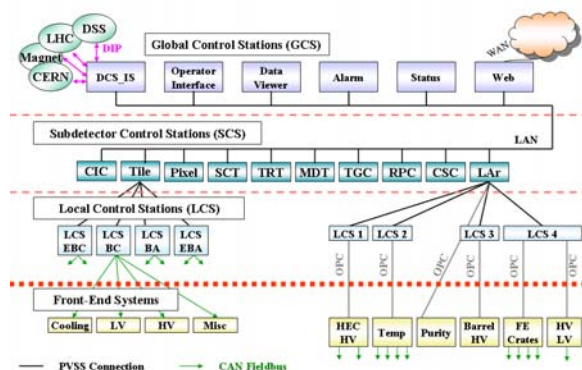 DSS
LHC
Magnet
CERN
DIP
Global Control Stations (GCS)
WAN
DCS_IS
Operator
Interface
Data
Viewer
Alarm
Status
Web
Subdetector Control Stations (SCS)
LAN
CIC
Tile
Pixel
SCT
TRT
MDT
TGC
RPC
CSC
LAr
Local Control Stations (LCS)
LCS
EBC
LCS
BC
LCS
BA
LCS
EBA
LCS 1
LCS 2
LCS 3
LCS 4
OPC
OPC
OPC
OPC
OPC
OPC
Front-End Systems
Cooling
LV
HV
Misc
HEC
HV
Temp
Purity
Barrel
HV
FE
Crates
HV
LV
PVSS Connection
CAN Fieldbus